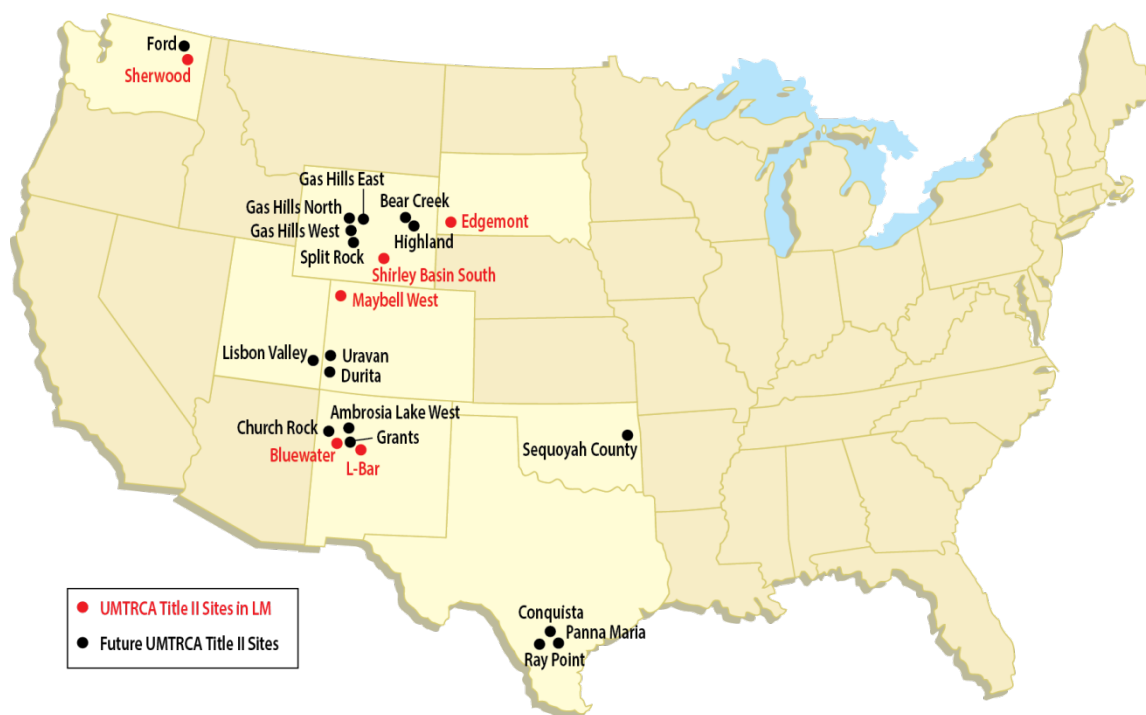 Ford
Sherwood
Gas Hills East
Gas Hills North
Bear Creek
Gas Hills West
Highland
Edgemont
Split Rock
Shirley Basin South
Maybell West
Lisbon Valley
Uravan
Durita
Ambrosia Lake West
Church Rock
Grants
Bluewater
L-Bar
Sequoyah County
Conquista
Panna Maria
Ray Point
UMTRCA Title II Sites in LM
Future UMTRCA Title II Sites